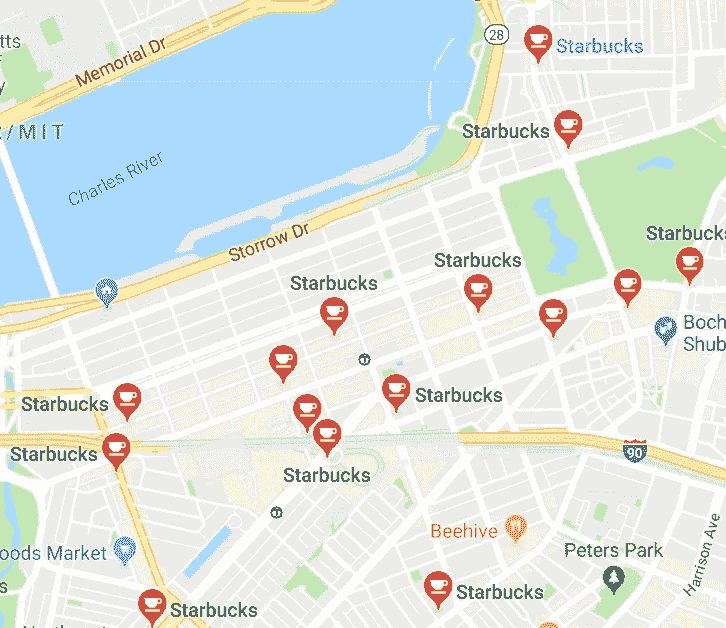 28
Starbucks
tts
Memorial Dr
/MIT
Starbucks
Charles River
Storrow Dr
Starbucks
Starbucks
Starbucks
Boch
Shub
Starbucks
Starbucks
Starbucks
90
Starbucks
Beehive
oods Market
Peters Park
Harrison Ave
Starbucks
Starbucks